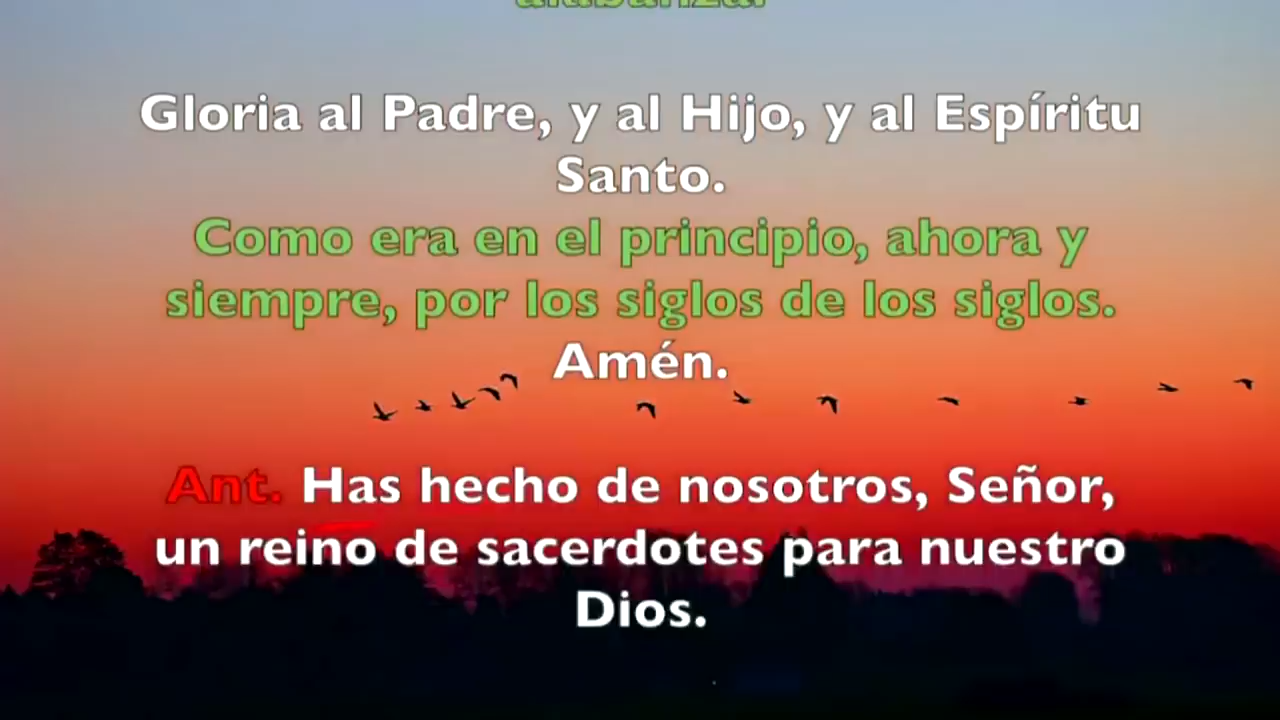 Gloria al Padre, y al Hijo, y al Espíritu
Santo.
Como era en el principio, ahora y
siempre, por los siglos de los siglos.
Amén.
Ant. Has hecho de nosotros, Señor,
un reino de sacerdotes para nuestro
Dios.